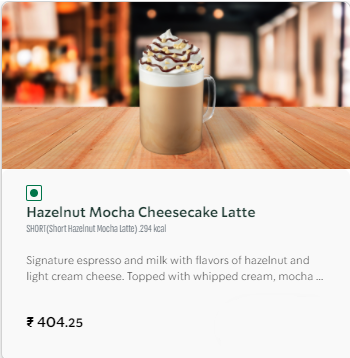 Hazelnut Mocha Cheesecake Latte
SHORT(Short Hazelnut Mocha Latte) .294 kcal
Signature espresso and milk with flavors of hazelnut and
light cream cheese. Topped with whipped cream, mocha ...
₹ 404.25